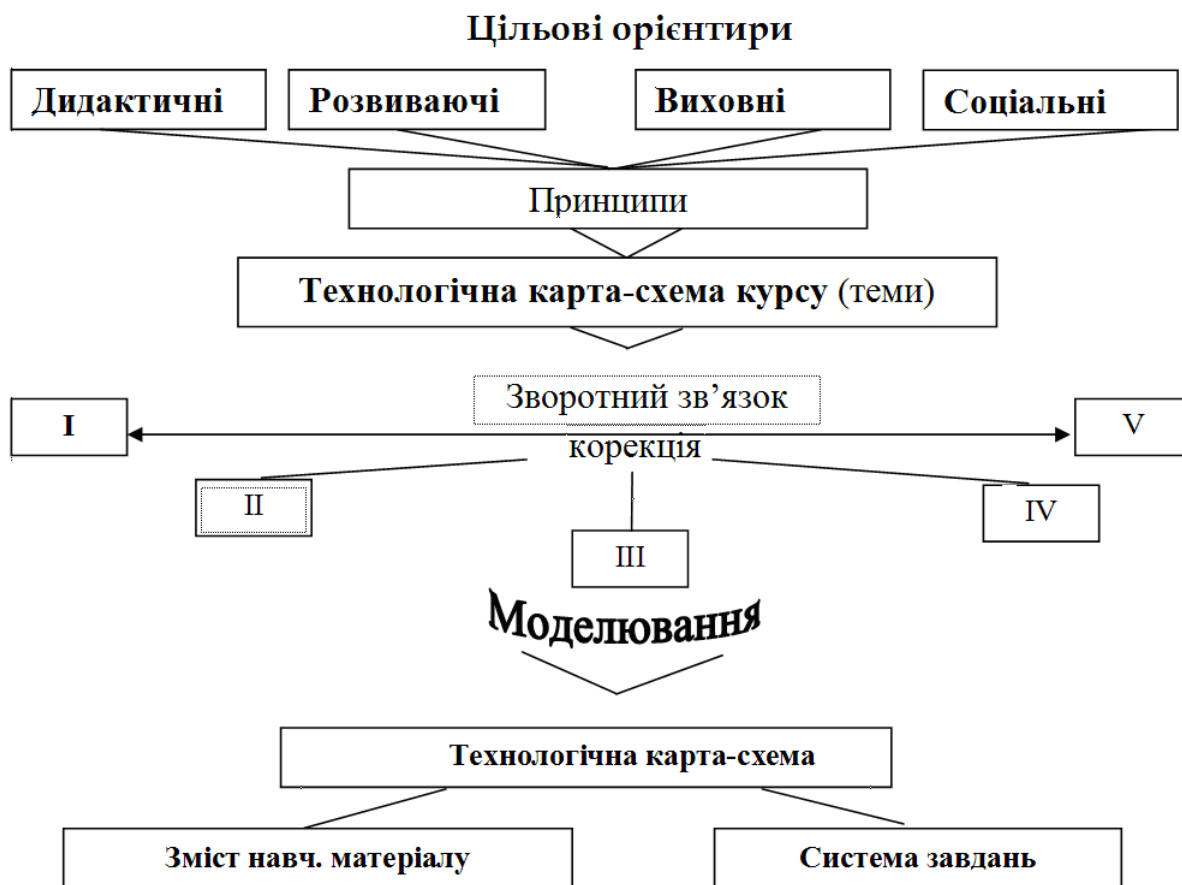 Цільові орієнтири
Дидактичні
Розвиваючі
Виховні
Соціальні
Принципи
Технологічна карта-схема курсу (теми)
Зворотний зв’язок
корекція
I
V
II
IV
III
Моделювання
Технологічна карта-схема
Зміст навч. матеріалу
Система завдань